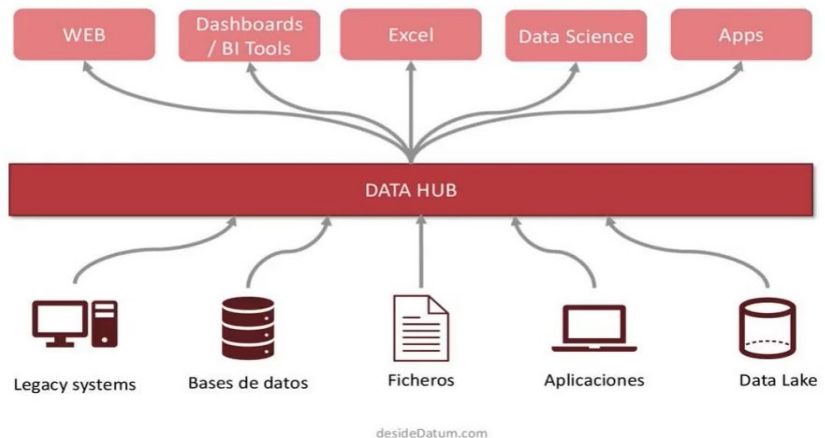 WEB
Dashboards
/ BI Tools
Excel
Data Science
Apps
DATA HUB
Legacy systems
Bases de datos
Ficheros
Aplicaciones
Data Lake
desideDatum.com